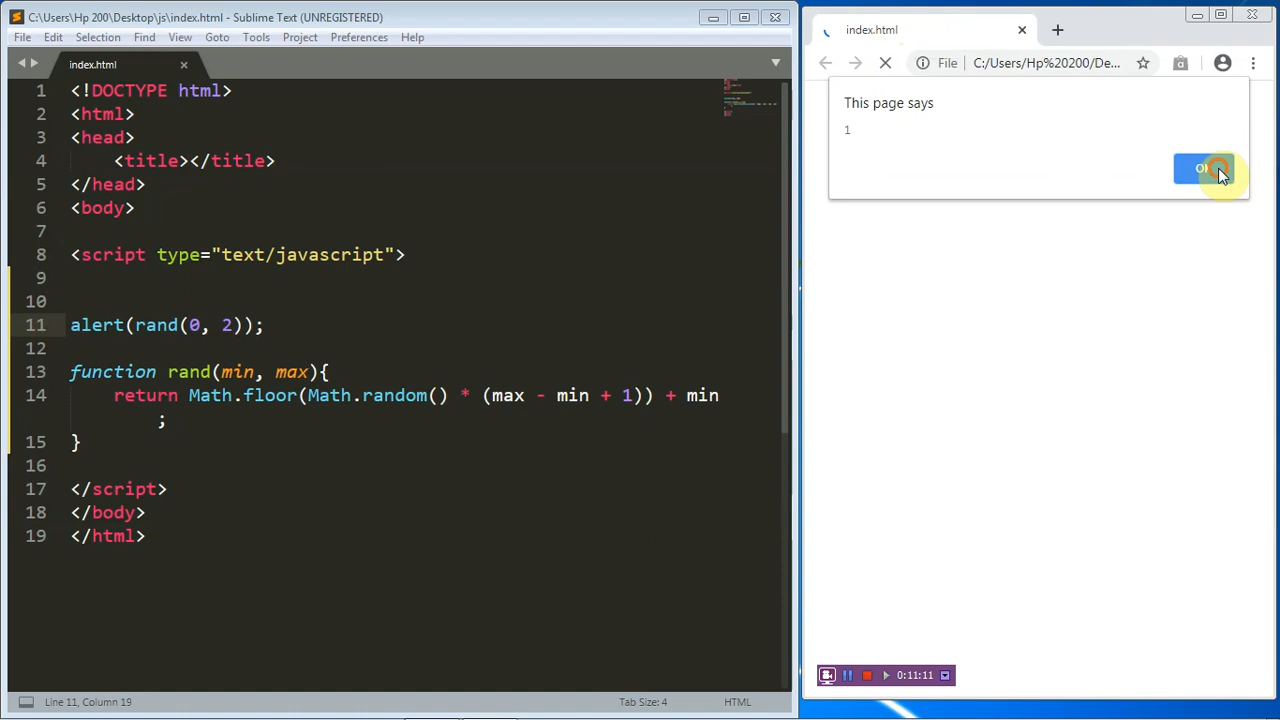 C:\Users\Hp 200\Desktop\js\index.html - Sublime Text (UNREGISTERED)
File Edit Selection Find View Goto Tools Project Preferences Help
index.html
1 <!DOCTYPE html>
2 <html>
3 <head>
4 <title></title>
5 </head>
6 <body>
7
8 <script type="text/javascript">
9
10
11 alert(rand(0, 2));
12
13 function rand(min, max){
14 return Math.floor(Math.random() * (max - min + 1)) + min
;
15 }
16
17 </script>
18 </body>
19 </html>
Line 11, Column 19
Tab Size: 4
HTML
index.html
File
C:/Users/Hp%20200/De...
This page says
1
0:11:11